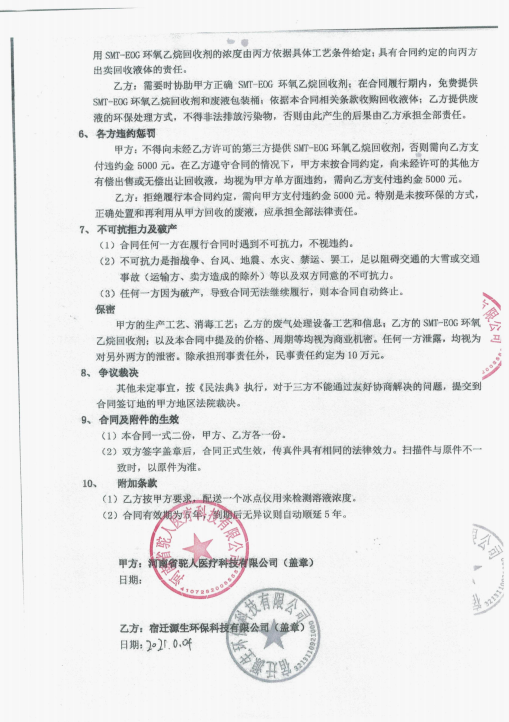 用 SMT-EOG 环氧乙烷回收剂的浓度由丙方依据具体工艺条件给定；具有合同约定的向丙方
出卖回收液体的责任。
乙方：需要时协助甲方正确 SMT-EOG 环氧乙烷回收剂；在合同履行期内，免费提供
SMT-EOG 环氧乙烷回收剂和废液包装桶；依据本合同相关条款收购回收液体；乙方提供废
液的环保处理方式，不得非法排放污染物，否则由此产生的后果由乙方承担全部责任。
6、各方违约惩罚
甲方：不得向未经乙方许可的第三方提供 SMT-EOG 环氧乙烷回收剂，否则需向乙方支
付违约金 5000 元。在乙方遵守合同的情况下，甲方未按合同约定，向未经许可的其他方
有偿出售或无偿出让回收液，均视为甲方单方面违约，需向乙方支付违约金 5000 元。
乙方：拒绝履行本合同约定，需向甲方支付违约金 5000 元。特别是未按环保的方式，
正确处置和再利用从甲方回收的废液，应承担全部法律责任。
7、不可抗拒力及破产
（1）合同任何一方在履行合同时遇到不可抗力，不视违约。
（2）不可抗力是指战争、台风、地震、水灾、禁运、罢工，足以阻碍交通的大雪或交通
事故（运输方、卖方造成的除外）等以及双方同意的不可抗力。
（3）任何一方因为破产，导致合同无法继续履行，则本合同自动终止。
保密
甲方的生产工艺、消毒工艺；乙方的废气处理设备工艺和信息；乙方的 SMT-EOG 环氧
乙烷回收剂；以及本合同中提及的价格、周期等均视为商业机密。任何一方泄露，均视为
对另外两方的泄密。除承担刑事责任外，民事责任约定为 10 万元。
8、争议裁决
其他未定事宜，按《民法典》执行，对于三方不能通过友好协商解决的问题，提交到
合同签订地的甲方地区法院裁决。
9、合同及附件的生效
（1）本合同一式二份，甲方、乙方各一份。
（2）双方签字盖章后，合同正式生效，传真件具有相同的法律效力。扫描件与原件不一
致时，以原件为准。
10、 附加条款
（1）乙方按甲方要求，配送一个冰点仪用来检测溶液浓度。
（2）合同有效期为五年，到期后无异议则自动顺延 5 年。
甲方：河南省驼人医疗科技有限公司（盖章）
日期：
乙方：宿迁源生环保科技有限公司（盖章）
日期：2021.0.04
河南省驼人医疗科技有限公司
宿迁源生环保科技有限公司
有限公司
公司